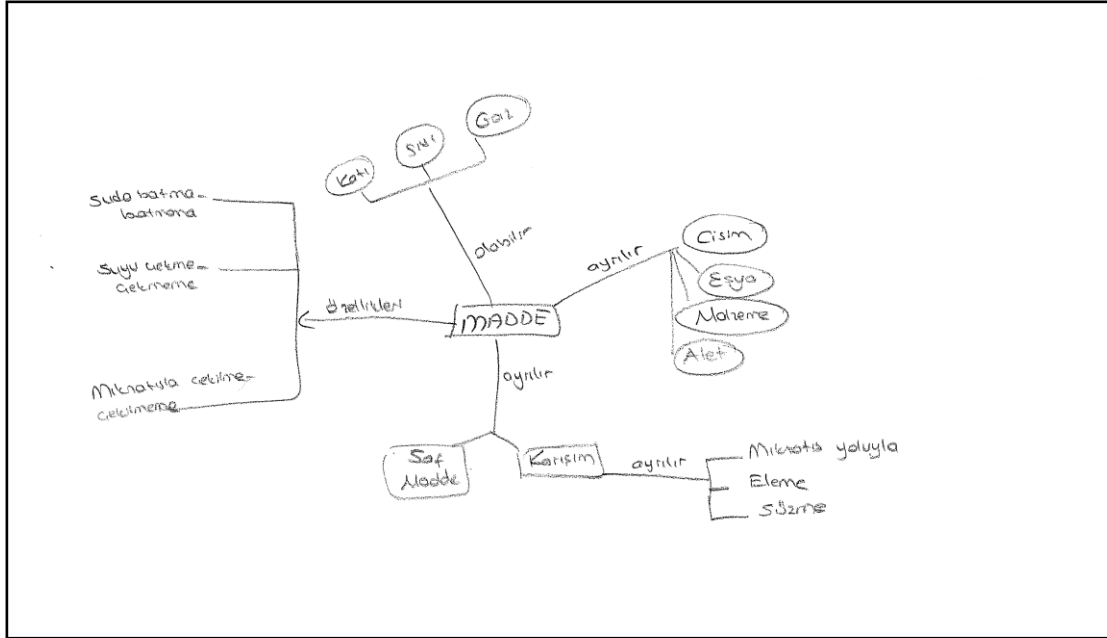 Gaz
Sıvı
Katı
Suda batma-
batmama
olabilir
Cisim
ayrılır
Suyu çekme-
çekmeme
Eşya
özellikleri
MADDE
Malzeme
Alet
ayrılır
Mıknatısla çekilme-
çekilmeme
Saf
Madde
Karışım
ayrılır
Mıknatıs yoluyla
Eleme
Süzme